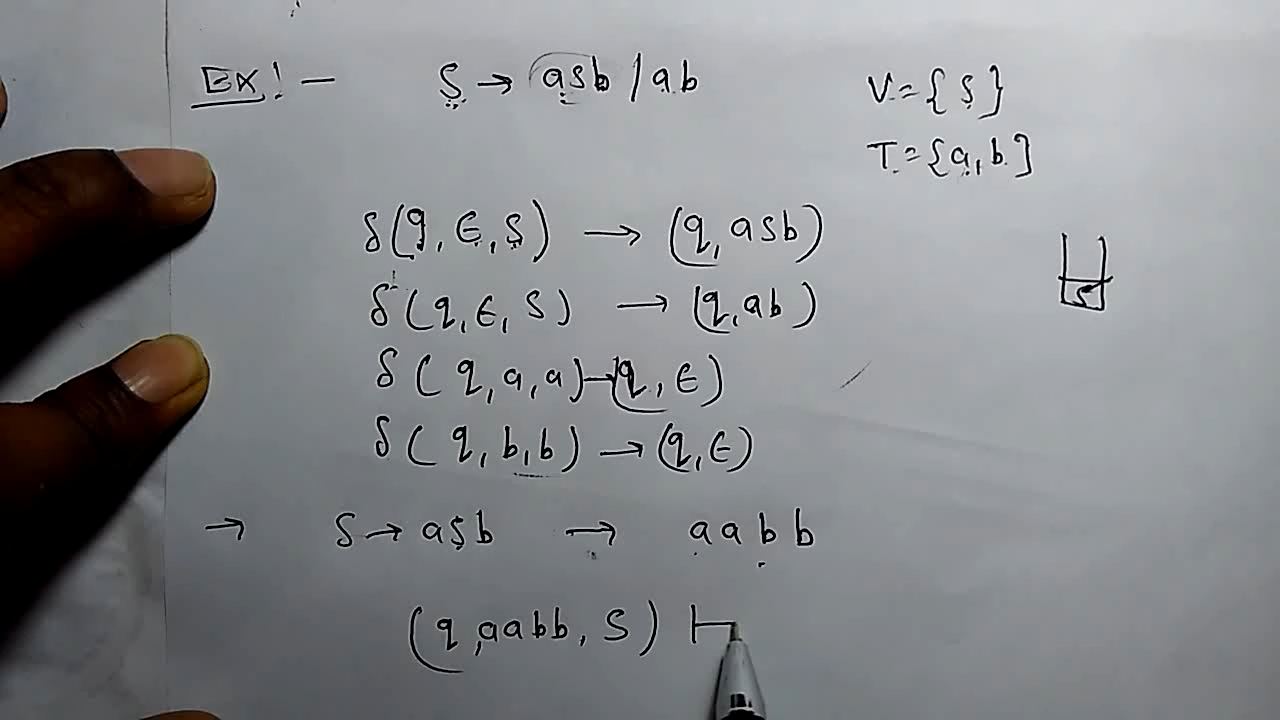 Ex! — S → asb / ab V = { S }
T = { a, b }
δ(q, ϵ, S) → (q, asb)
δ(q, ϵ, S) → (q, ab)
δ(q, a, a) → (q, ϵ)
δ(q, b, b) → (q, ϵ)
S
→ S → asb → aabb
(q, aabb, S) ⊢